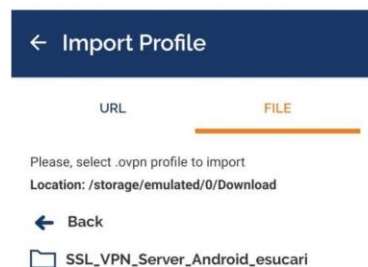 Import Profile
URL FILE
Please, select .ovpn profile to import
Location: /storage/emulated/0/Download
Back
SSL_VPN_Server_Android_esucari